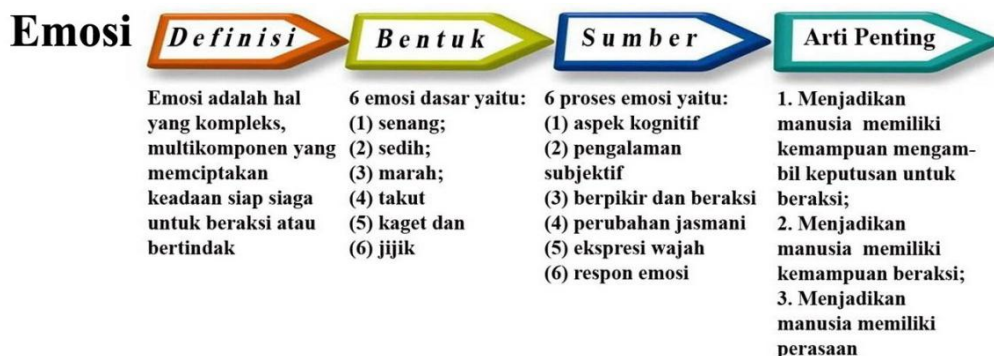 Emosi
Definisi
Emosi adalah hal
yang kompleks,
multikomponen yang
memciptakan
keadaan siap siaga
untuk beraksi atau
bertindak
Bentuk
6 emosi dasar yaitu:
(1) senang;
(2) sedih;
(3) marah;
(4) takut
(5) kaget dan
(6) jijik
Sumber
6 proses emosi yaitu:
(1) aspek kognitif
(2) pengalaman
subjektif
(3) berpikir dan beraksi
(4) perubahan jasmani
(5) ekspresi wajah
(6) respon emosi
Arti Penting
1. Menjadikan
manusia memiliki
kemampuan mengam-
bil keputusan untuk
beraksi;
2. Menjadikan
manusia memiliki
kemampuan beraksi;
3. Menjadikan
manusia memiliki
perasaan